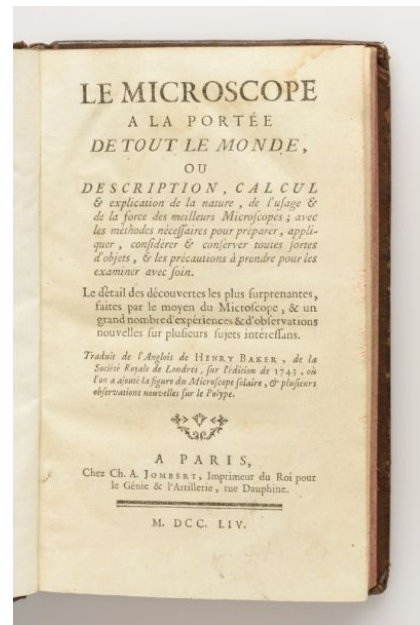 LE MICROSCOPE
A LA PORTÉE
DE TOUT LE MONDE,
OU
DESCRIPTION, CALCUL
& explication de la nature, de l'uſage &
de la force des meilleurs Microſcopes; avec
les méthodes néceſſaires pour préparer, appli-
quer, conſidérer & conſerver toutes ſortes
d'objets, & les précautions à prendre pour les
examiner avec ſoin.
Le détail des découvertes les plus ſurprenantes,
faites par le moyen du Microſcope, & un
grand nombre d'expériences & d'obſervations
nouvelles ſur pluſieurs ſujets intéreſſans.
Traduit de l'Anglois de HENRY BAKER, de la
Société Royale de Londres, ſur l'édition de 1743, où
l'on a ajouté la figure du Microſcope ſolaire, & pluſieurs
obſervations nouvelles ſur le Polype.
A PARIS,
Chez Ch. A. JOMBERT, Imprimeur du Roi pour
le Génie & l'Artillerie, rue Dauphine.
M. DCC. LIV.